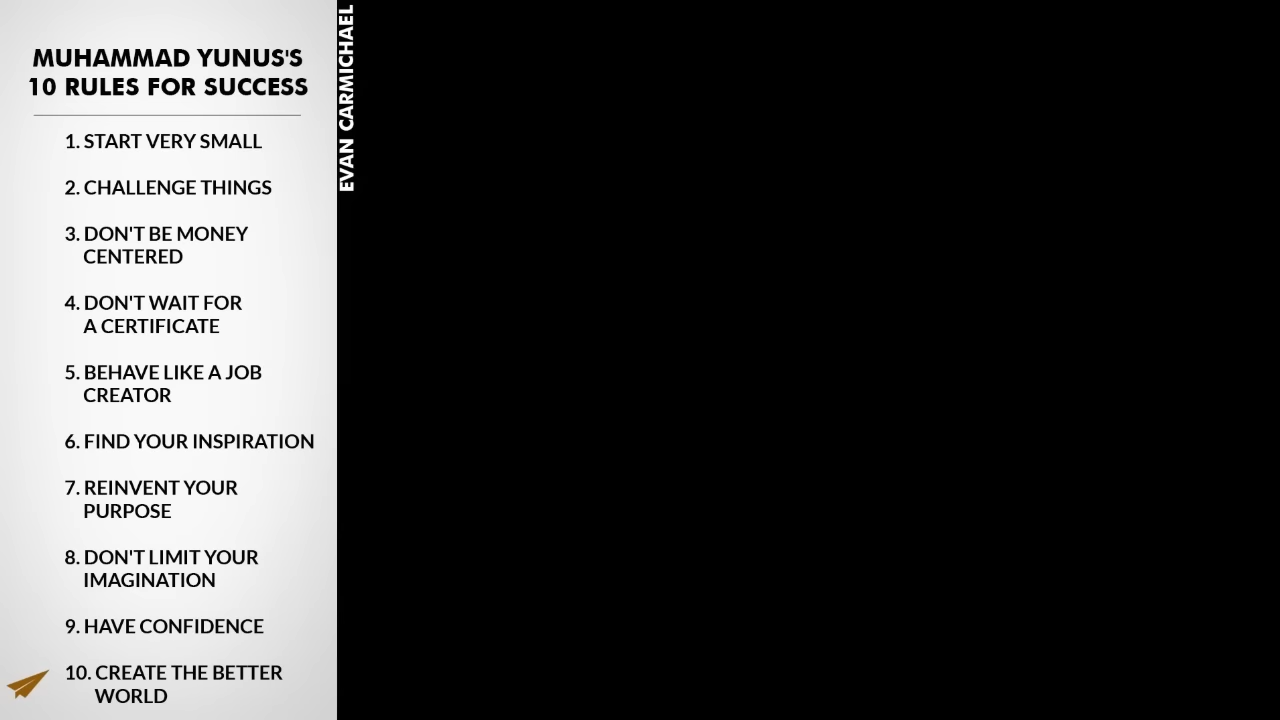 MUHAMMAD YUNUS'S
10 RULES FOR SUCCESS
1. START VERY SMALL
2. CHALLENGE THINGS
3. DON'T BE MONEY
CENTERED
4. DON'T WAIT FOR
A CERTIFICATE
5. BEHAVE LIKE A JOB
CREATOR
6. FIND YOUR INSPIRATION
7. REINVENT YOUR
PURPOSE
8. DON'T LIMIT YOUR
IMAGINATION
9. HAVE CONFIDENCE
10. CREATE THE BETTER
WORLD
EVAN CARMICHAEL